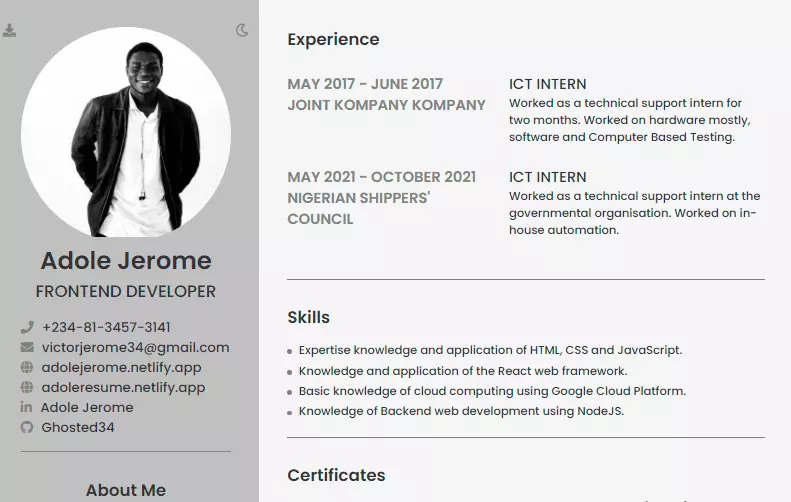 Adole Jerome
FRONTEND DEVELOPER
+234-81-3457-3141
victorjerome34@gmail.com
adolejerome.netlify.app
adoleresume.netlify.app
Adole Jerome
Ghosted34
About Me
Experience
MAY 2017 - JUNE 2017
JOINT KOMPANY KOMPANY
ICT INTERN
Worked as a technical support intern for
two months. Worked on hardware mostly,
software and Computer Based Testing.
MAY 2021 - OCTOBER 2021
NIGERIAN SHIPPERS'
COUNCIL
ICT INTERN
Worked as a technical support intern at the
governmental organisation. Worked on in-
house automation.
Skills
Expertise knowledge and application of HTML, CSS and JavaScript.
Knowledge and application of the React web framework.
Basic knowledge of cloud computing using Google Cloud Platform.
Knowledge of Backend web development using NodeJS.
Certificates